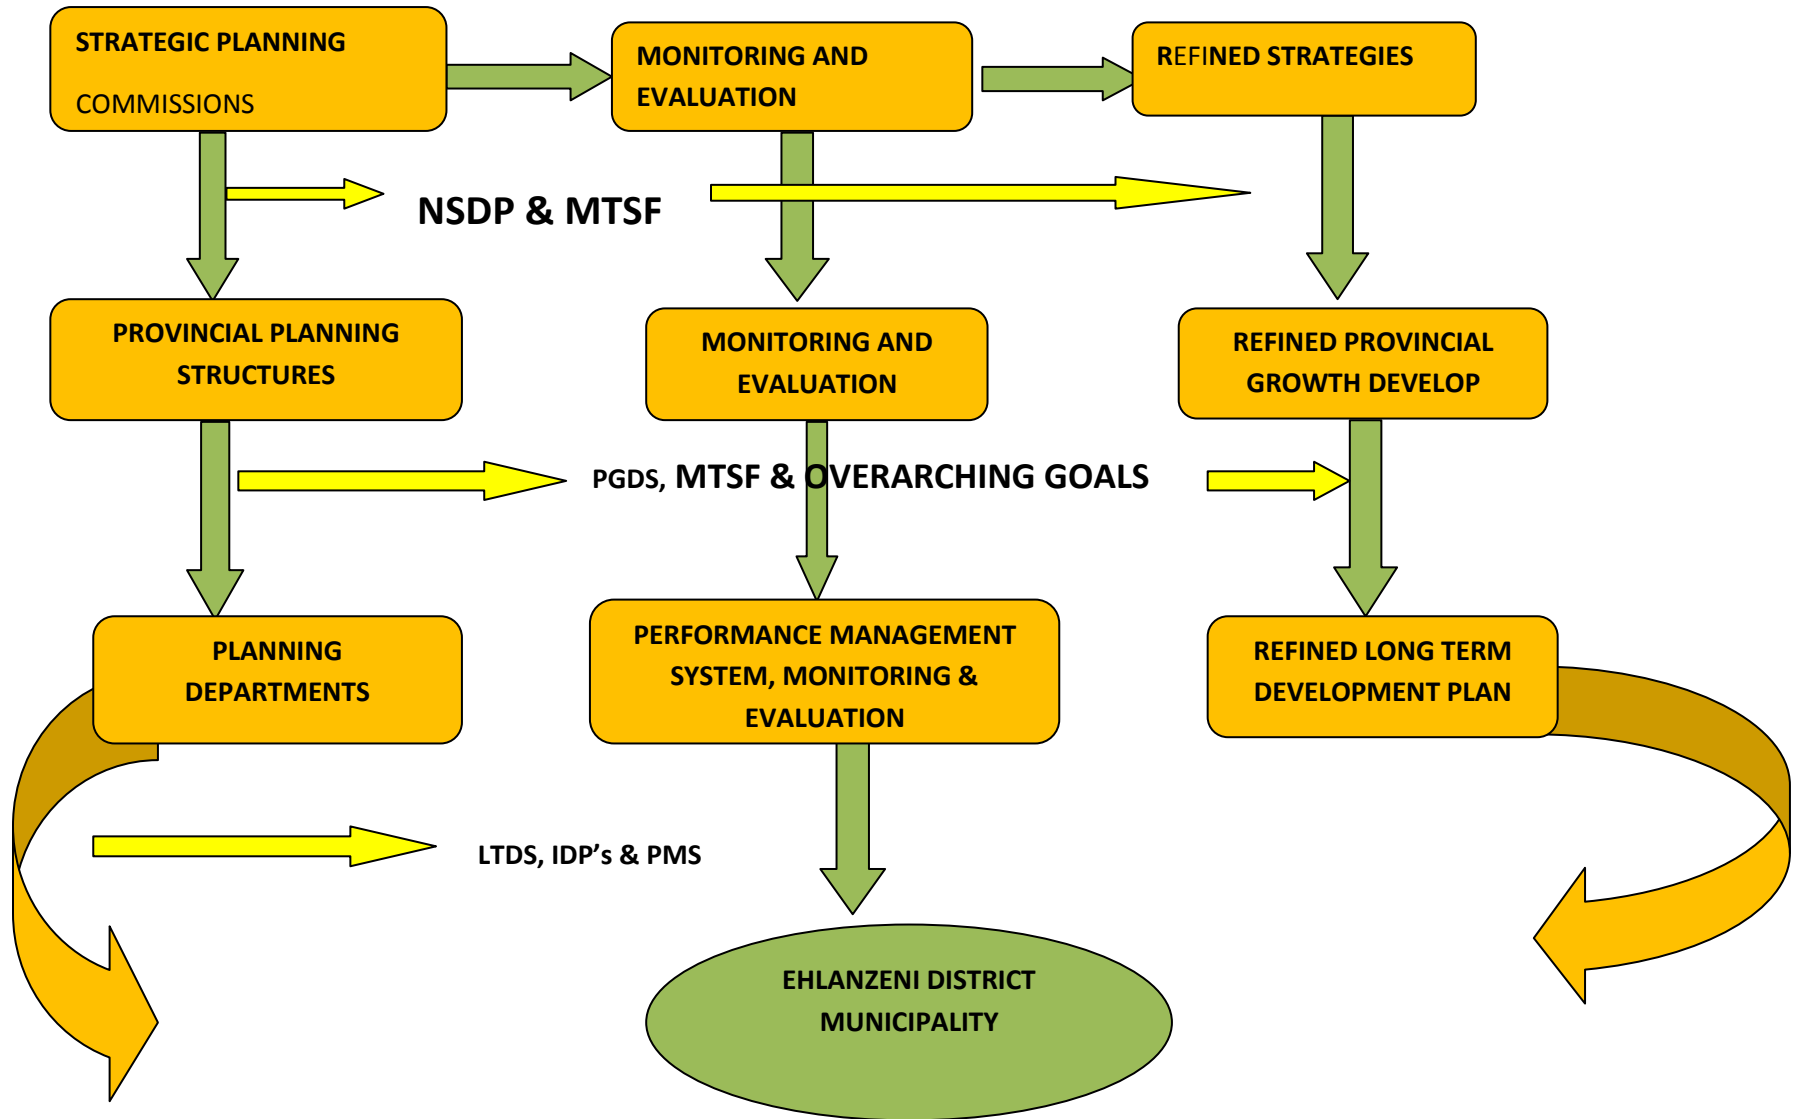 STRATEGIC PLANNING
COMMISSIONS
MONITORING AND
EVALUATION
REFINED STRATEGIES
NSDP & MTSF
PROVINCIAL PLANNING
STRUCTURES
MONITORING AND
EVALUATION
REFINED PROVINCIAL
GROWTH DEVELOP
PGDS, MTSF & OVERARCHING GOALS
PLANNING
DEPARTMENTS
PERFORMANCE MANAGEMENT
SYSTEM, MONITORING &
EVALUATION
REFINED LONG TERM
DEVELOPMENT PLAN
LTDS, IDP’s & PMS
EHLANZENI DISTRICT
MUNICIPALITY